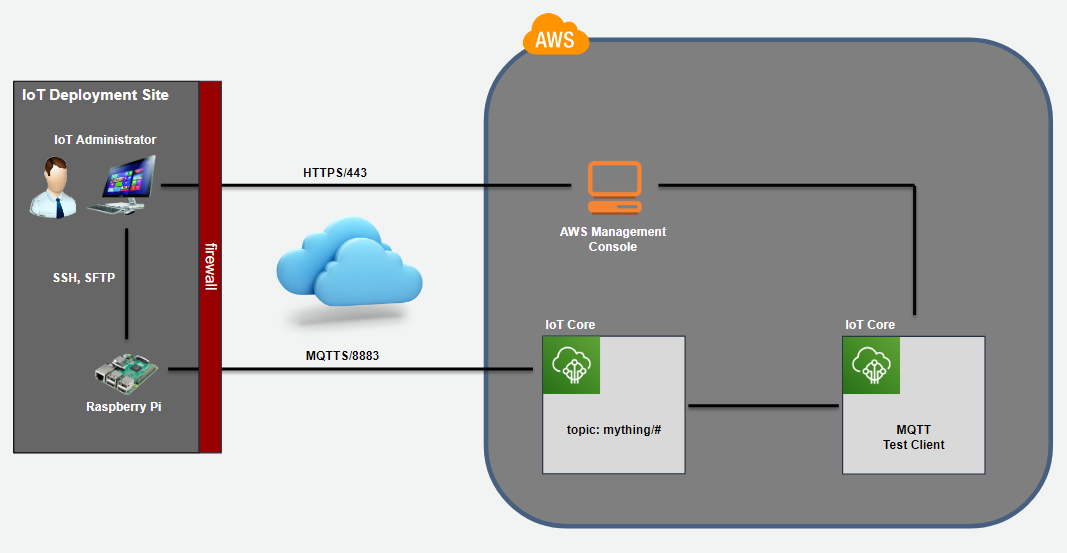 AWS
IoT Deployment Site
IoT Administrator
HTTPS/443
AWS Management
Console
firewall
SSH, SFTP
IoT Core
IoT Core
MQTTS/8883
Raspberry Pi
topic: mything/#
MQTT
Test Client